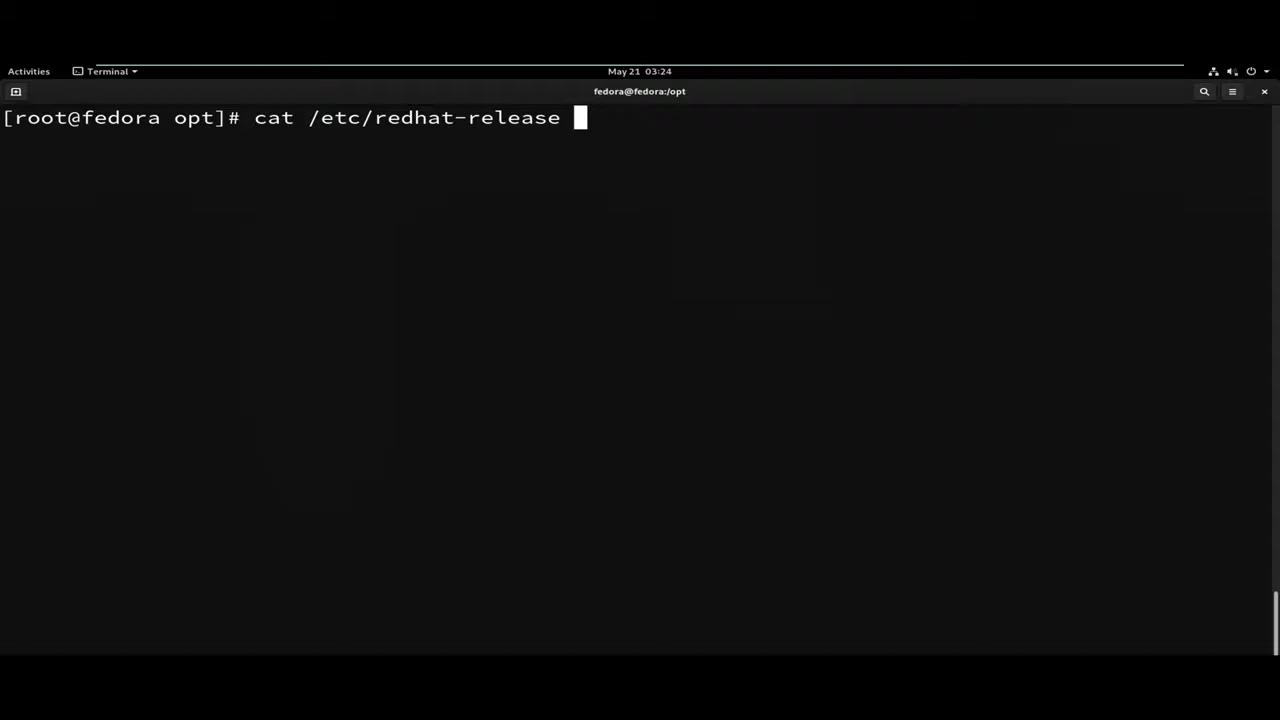 Activities Terminal May 21 03:24
fedora@fedora:/opt
[root@fedora opt]# cat /etc/redhat-release